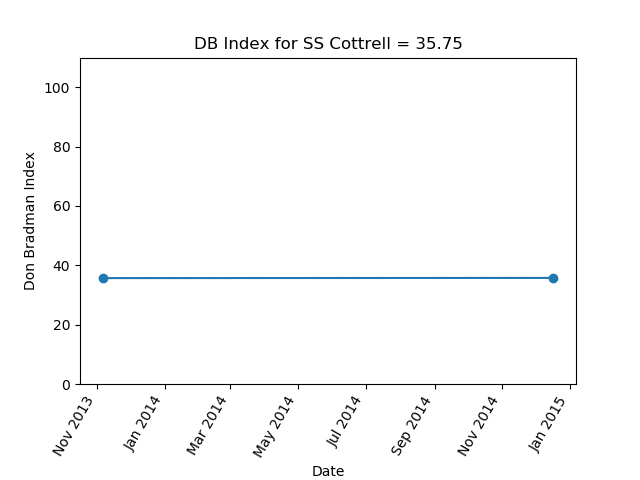 DB Index for SS Cottrell = 35.75
100
80
60
40
20
0
Don Bradman Index
Nov 2013
Jan 2014
Mar 2014
May 2014
Jul 2014
Sep 2014
Nov 2014
Jan 2015
Date